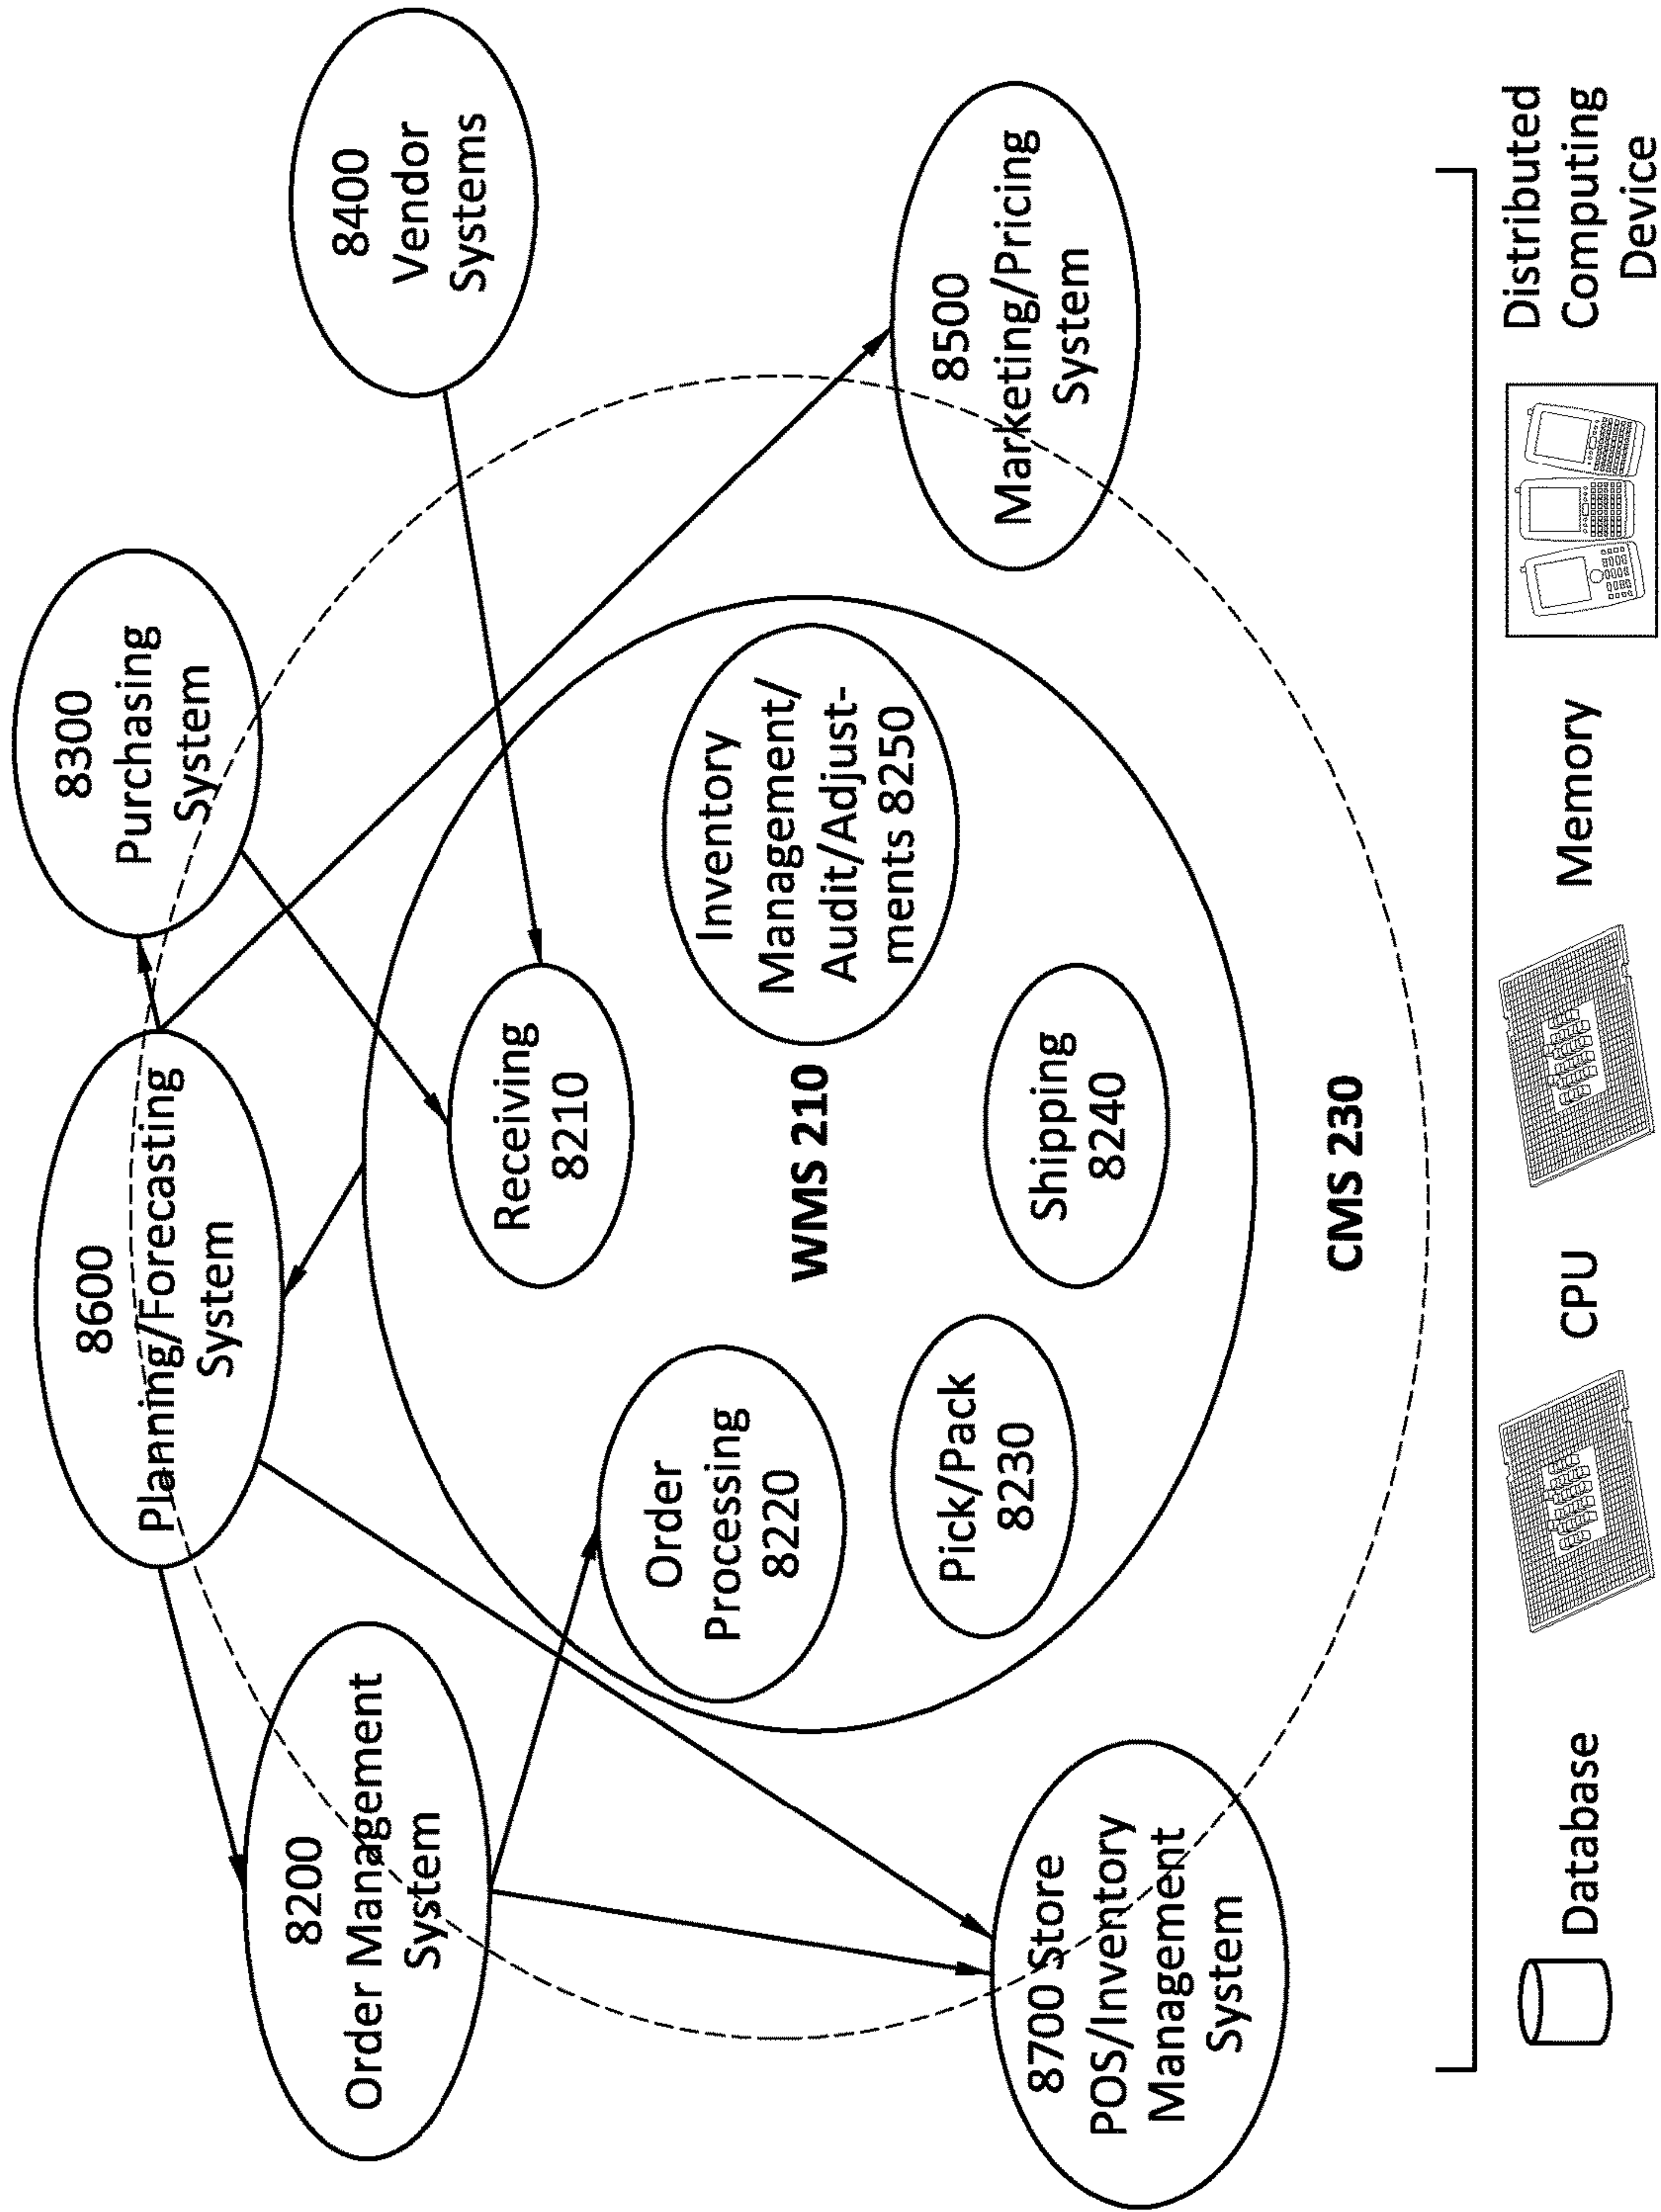 8600
Planning/Forecasting
System
8300
Purchasing
System
8200
Order Management
System
8400
Vendor
Systems
Receiving
8210
Order
Processing
8220
Inventory
Management/
Audit/Adjust-
ments 8250
WMS 210
Pick/Pack
8230
Shipping
8240
8700 Store
POS/Inventory
Management
System
8500
Marketing/Pricing
System
CMS 230
Database
CPU
Memory
Distributed
Computing
Device